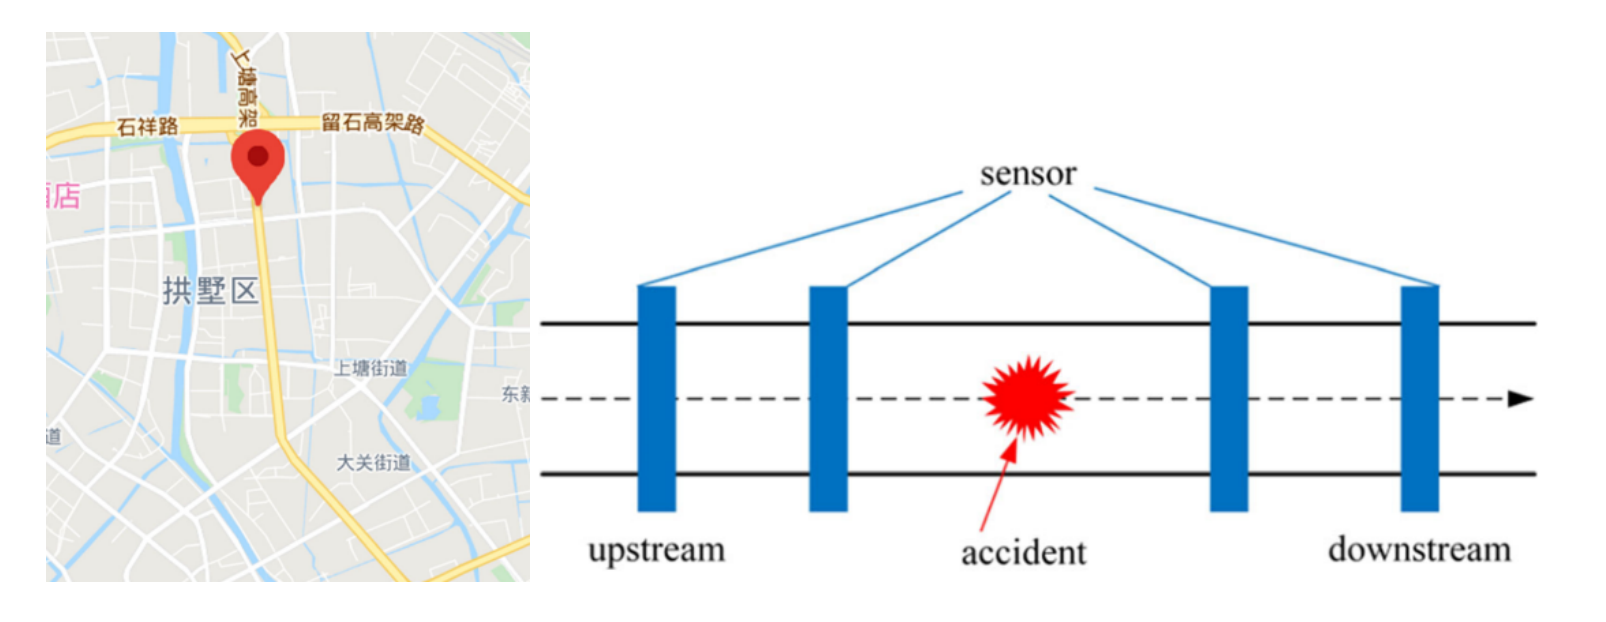 上塘高架
石祥路
留石高架路
酒店
拱墅区
上塘街道
东新
道
大关街道
sensor
upstream
accident
downstream